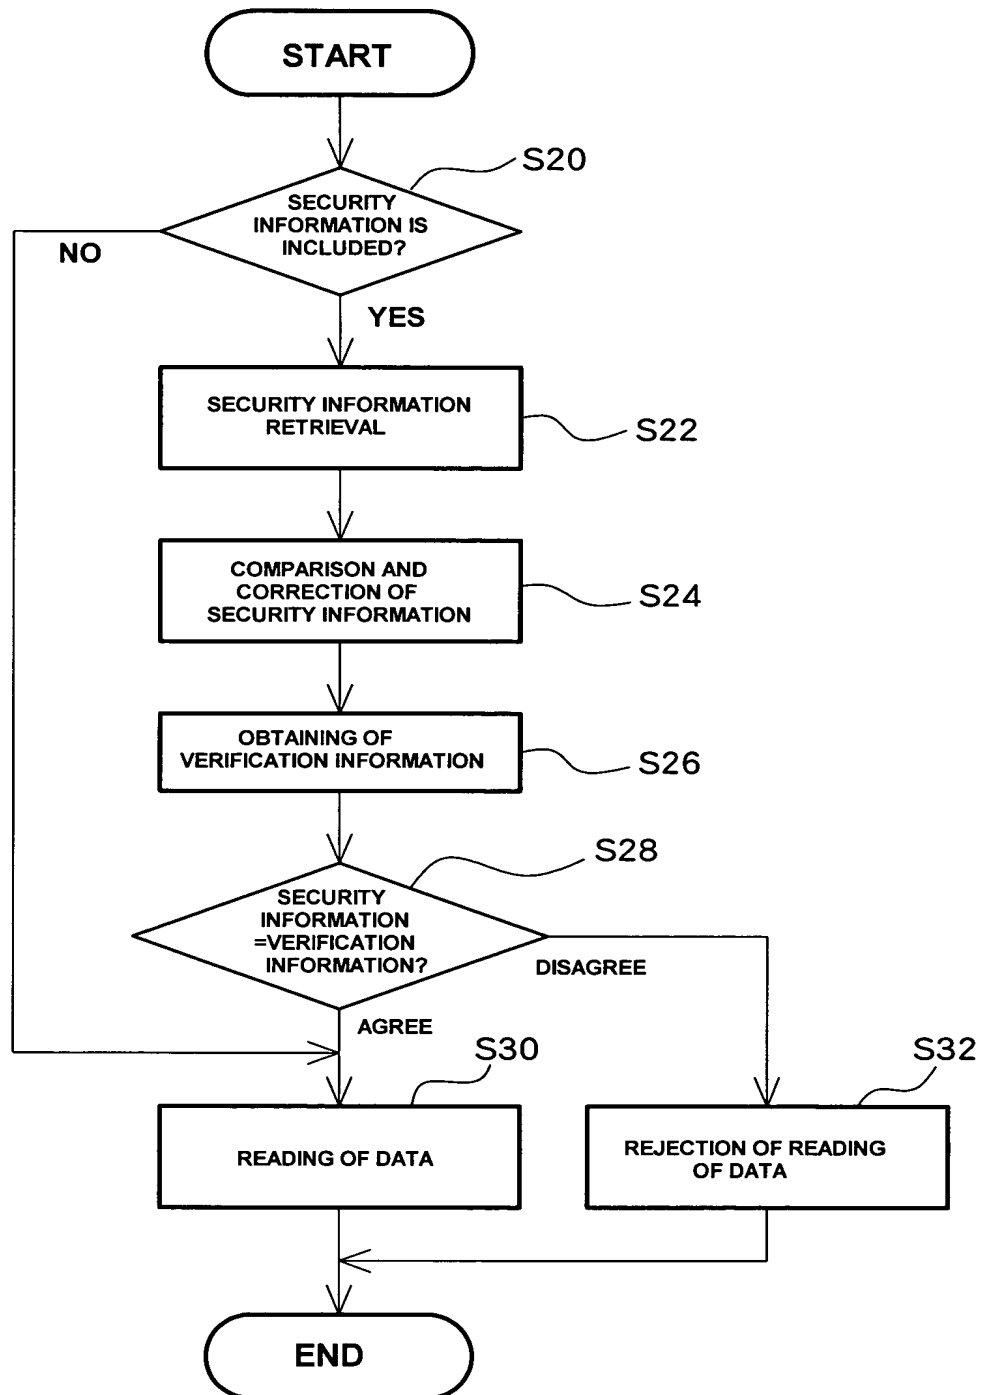 START
S20
SECURITY
INFORMATION IS
INCLUDED?
NO
YES
SECURITY INFORMATION
RETRIEVAL
S22
COMPARISON AND
CORRECTION OF
SECURITY INFORMATION
S24
OBTAINING OF
VERIFICATION INFORMATION
S26
S28
SECURITY
INFORMATION
=VERIFICATION
INFORMATION?
DISAGREE
AGREE
S30
S32
READING OF DATA
REJECTION OF READING
OF DATA
END